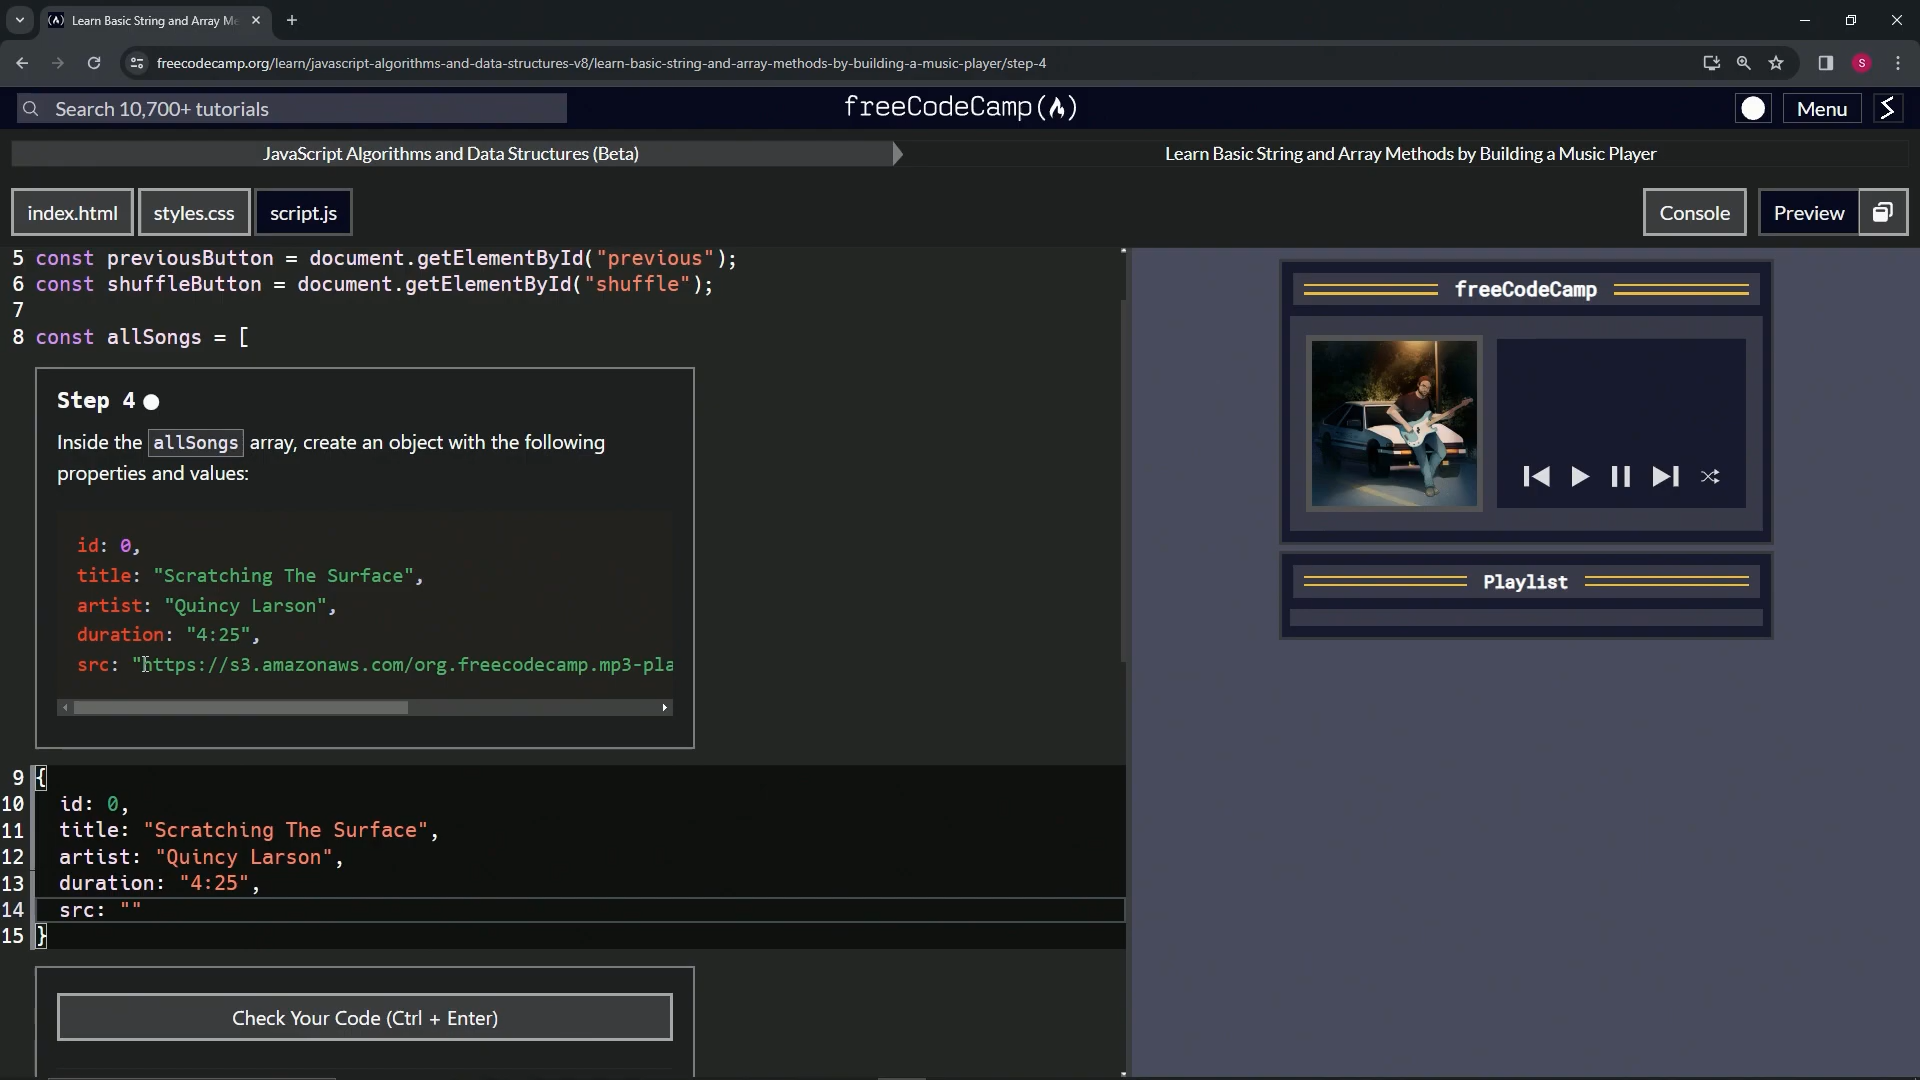 Learn Basic String and Array Me
freecodecamp.org/learn/javascript-algorithms-and-data-structures-v8/learn-basic-string-and-array-methods-by-building-a-music-player/step-4
S
Search 10,700+ tutorials
freeCodeCamp
Menu
JavaScript Algorithms and Data Structures (Beta)
Learn Basic String and Array Methods by Building a Music Player
index.html
styles.css
script.js
Console
Preview
5 const previousButton = document.getElementById("previous");
6 const shuffleButton = document.getElementById("shuffle");
7
8 const allSongs = [
Step 4
Inside the allSongs array, create an object with the following
properties and values:
id: 0,
title: "Scratching The Surface",
artist: "Quincy Larson",
duration: "4:25",
src: "https://s3.amazonaws.com/org.freecodecamp.mp3-pla
9 {
10 id: 0,
11 title: "Scratching The Surface",
12 artist: "Quincy Larson",
13 duration: "4:25",
14 src: ""
15 }
Check Your Code (Ctrl + Enter)
freeCodeCamp
Playlist